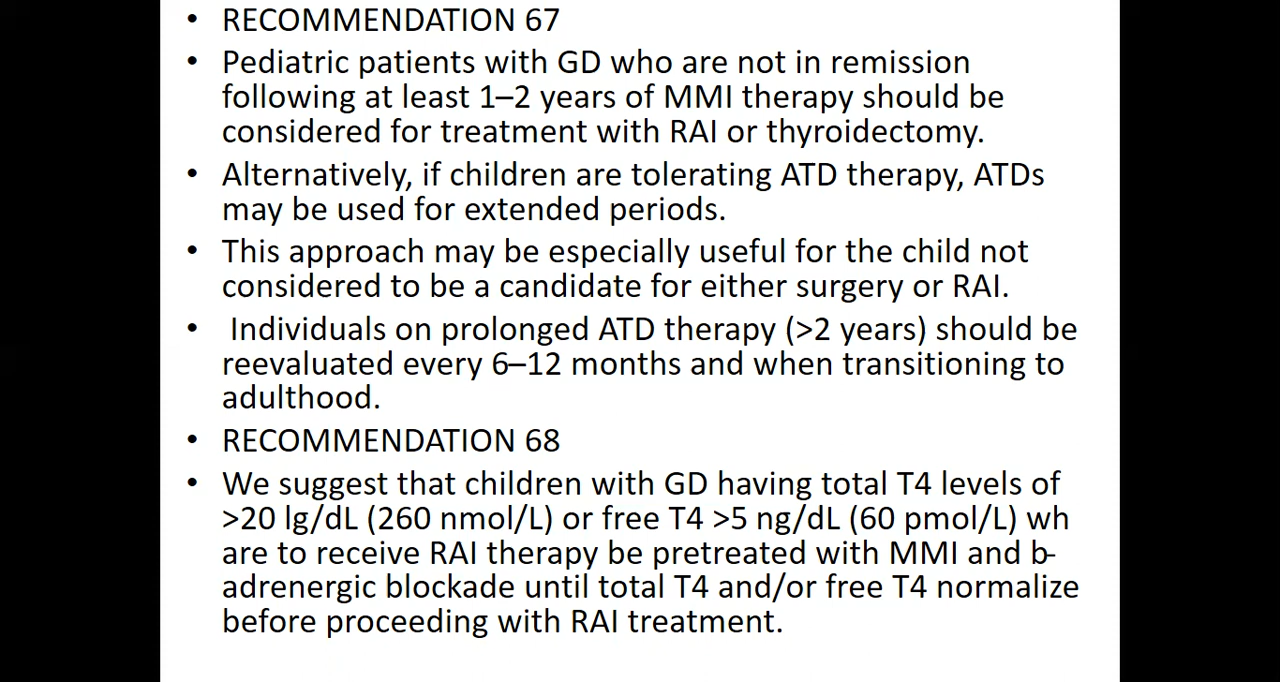 • RECOMMENDATION 67
• Pediatric patients with GD who are not in remission
following at least 1–2 years of MMI therapy should be
considered for treatment with RAI or thyroidectomy.
• Alternatively, if children are tolerating ATD therapy, ATDs
may be used for extended periods.
• This approach may be especially useful for the child not
considered to be a candidate for either surgery or RAI.
• Individuals on prolonged ATD therapy (>2 years) should be
reevaluated every 6–12 months and when transitioning to
adulthood.
• RECOMMENDATION 68
• We suggest that children with GD having total T4 levels of
>20 lg/dL (260 nmol/L) or free T4 >5 ng/dL (60 pmol/L) wh
are to receive RAI therapy be pretreated with MMI and b-
adrenergic blockade until total T4 and/or free T4 normalize
before proceeding with RAI treatment.